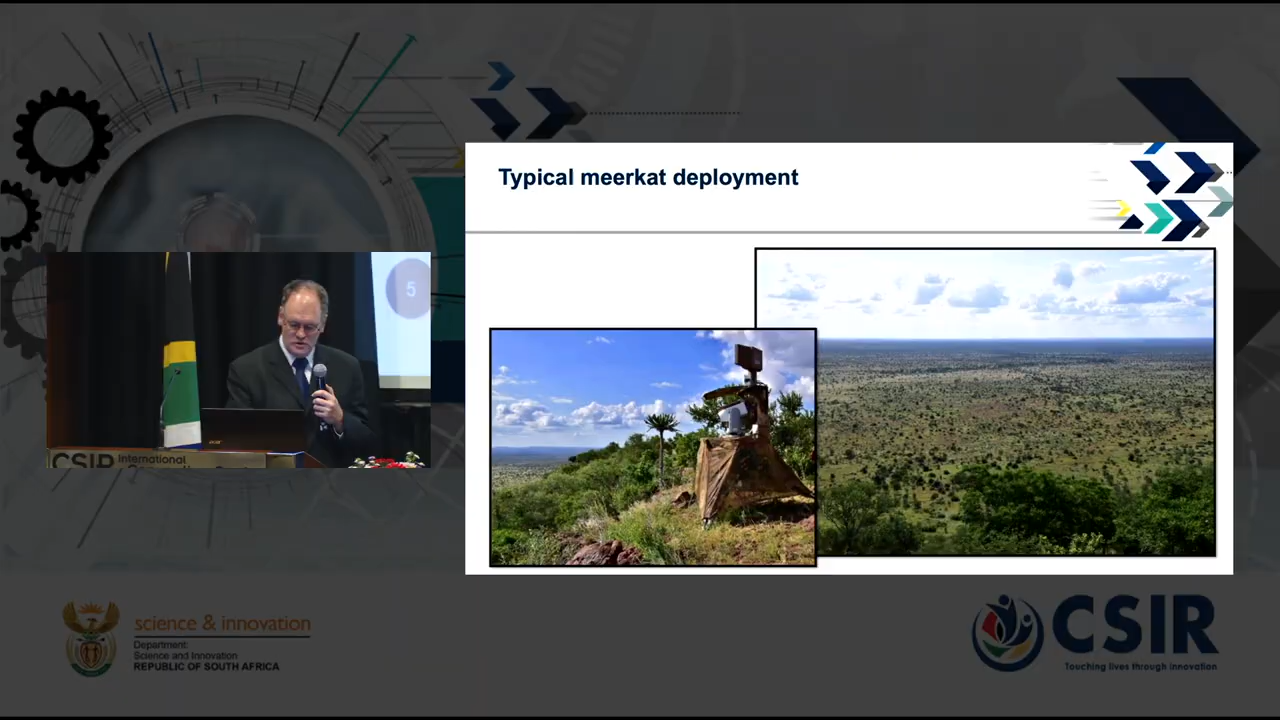 Typical meerkat deployment
5
acer
CSIR International
science & innovation
Department:
Science and Innovation
REPUBLIC OF SOUTH AFRICA
CSIR
Touching lives through innovation